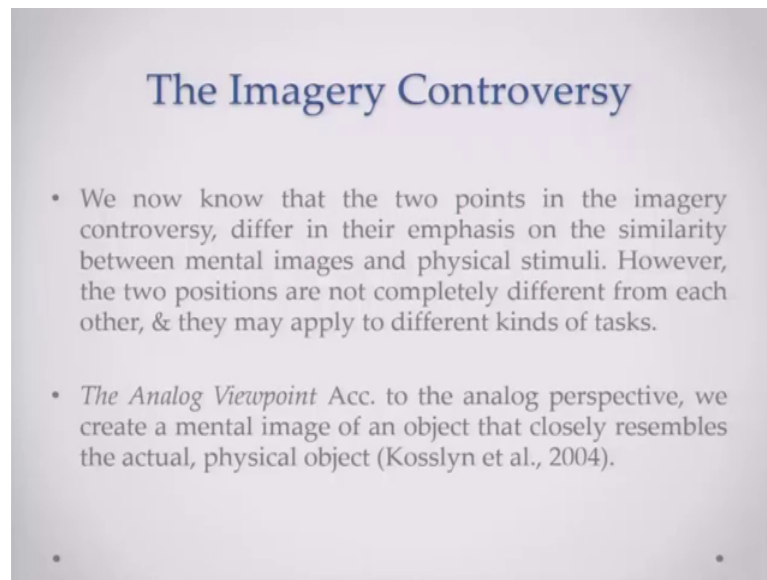 The Imagery Controversy
• We now know that the two points in the imagery
controversy, differ in their emphasis on the similarity
between mental images and physical stimuli. However,
the two positions are not completely different from each
other, & they may apply to different kinds of tasks.
• The Analog Viewpoint Acc. to the analog perspective, we
create a mental image of an object that closely resembles
the actual, physical object (Kosslyn et al., 2004).